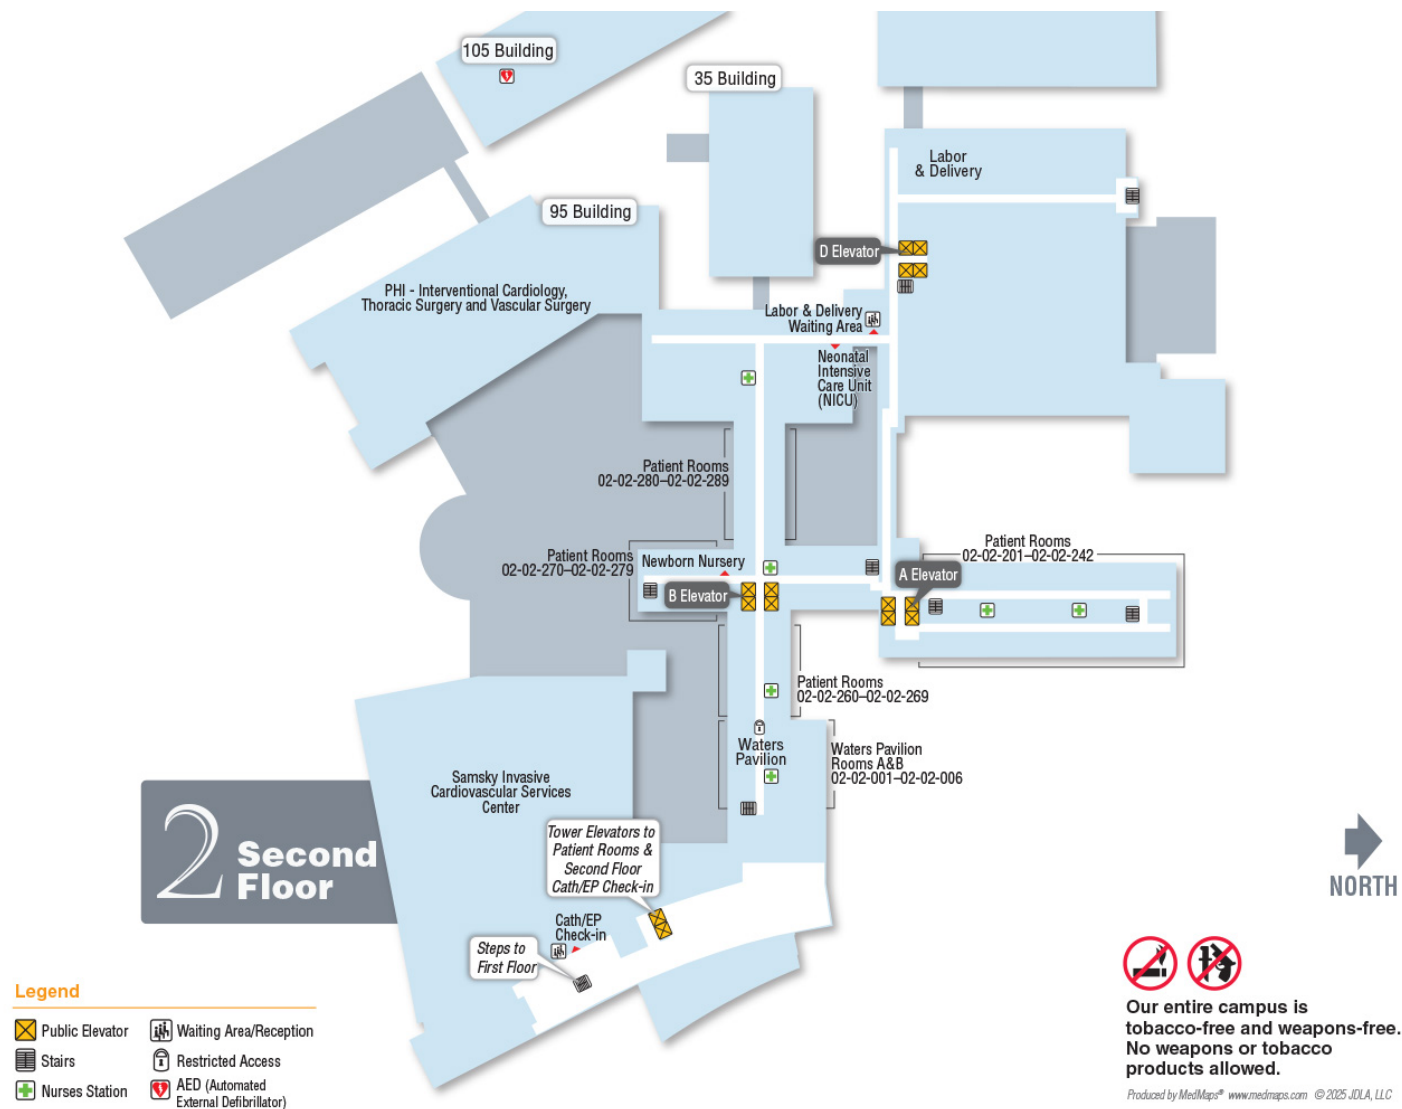 105 Building
35 Building
Labor
& Delivery
95 Building
D Elevator
PHI - Interventional Cardiology,
Thoracic Surgery and Vascular Surgery
Labor & Delivery
Waiting Area
Neonatal
Intensive
Care Unit
(NICU)
Patient Rooms
02-02-280–02-02-289
Patient Rooms
02-02-201–02-02-242
Patient Rooms
02-02-270–02-02-279
Newborn Nursery
A Elevator
B Elevator
Patient Rooms
02-02-260–02-02-269
Waters
Pavilion
Waters Pavilion
Rooms A&B
02-02-001–02-02-006
Samsky Invasive
Cardiovascular Services
Center
2 Second
Floor
Tower Elevators to
Patient Rooms &
Second Floor
Cath/EP Check-in
Cath/EP
Check-in
Steps to
First Floor
NORTH
Legend
Public Elevator
Stairs
Nurses Station
Waiting Area/Reception
Restricted Access
AED (Automated
External Defibrillator)
Our entire campus is
tobacco-free and weapons-free.
No weapons or tobacco
products allowed.
Produced by MedMaps® www.medmaps.com © 2025 JDLA, LLC